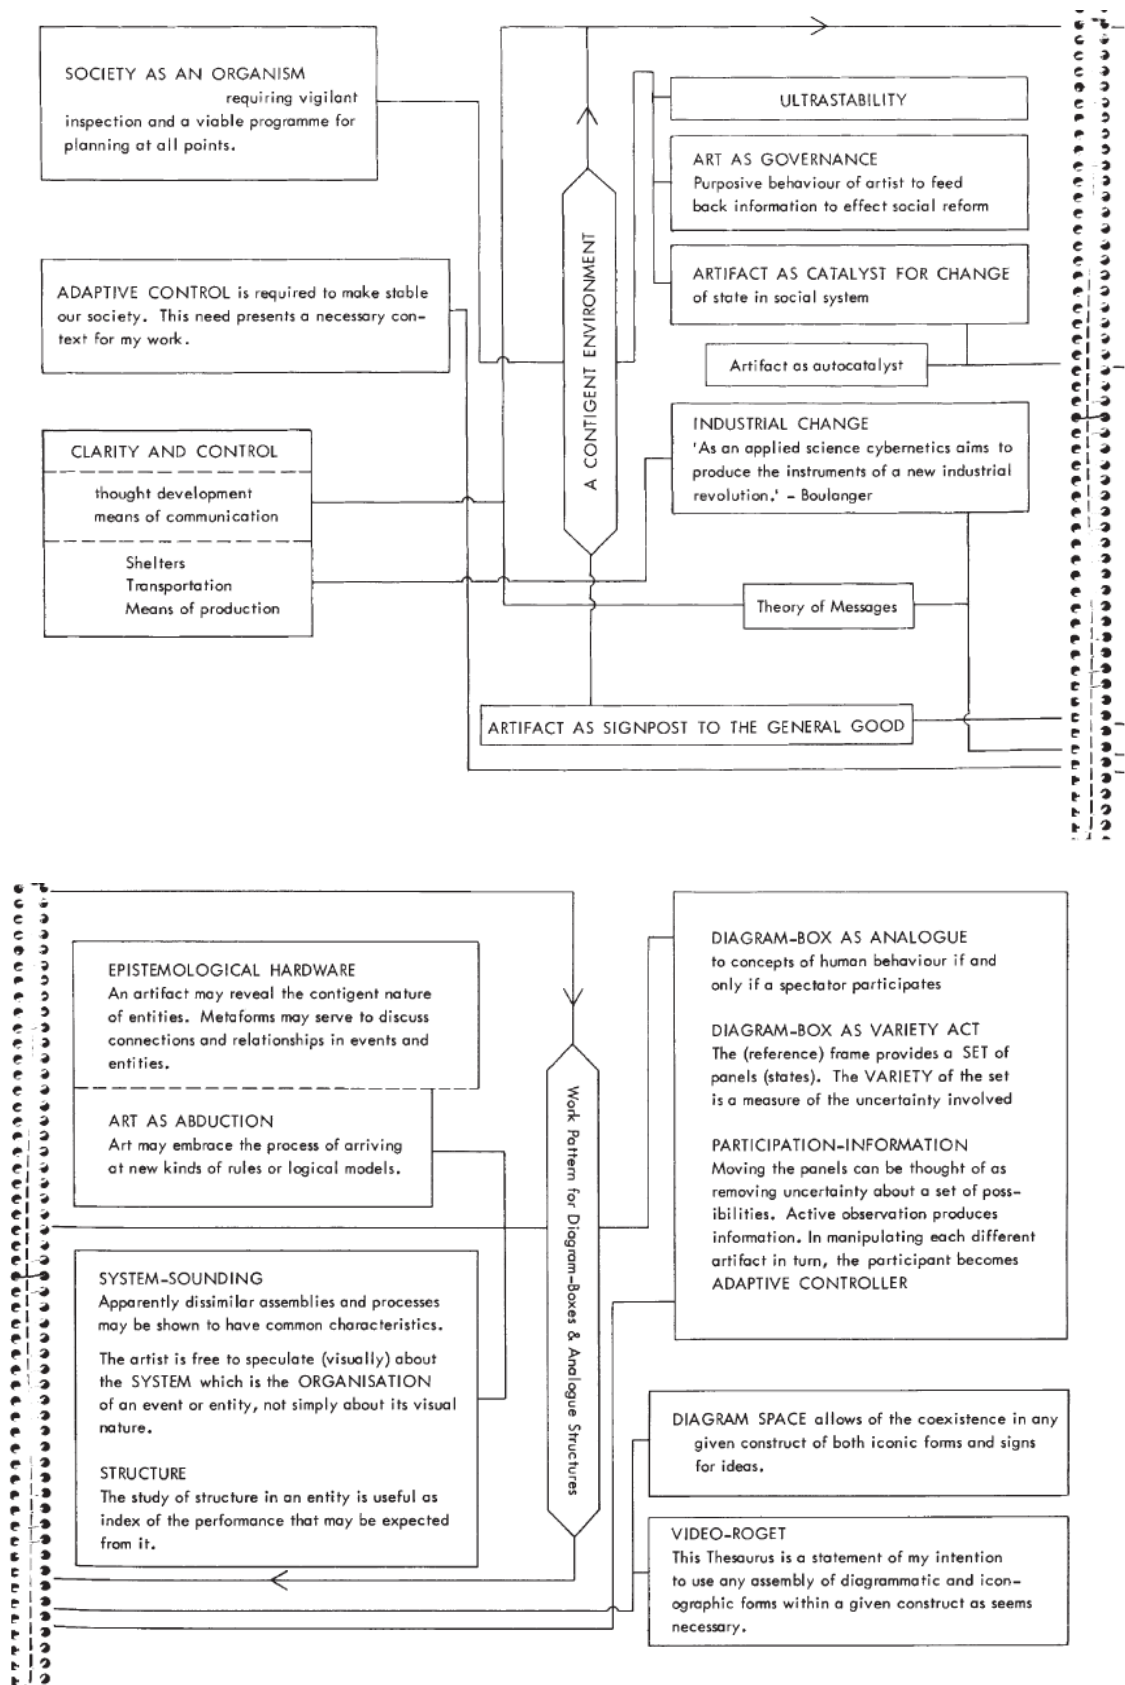 SOCIETY AS AN ORGANISM
requiring vigilant
inspection and a viable programme for
planning at all points.
ADAPTIVE CONTROL is required to make stable
our society. This need presents a necessary con-
text for my work.
CLARITY AND CONTROL
thought development
means of communication
Shelters
Transportation
Means of production
A CONTIGENT ENVIRONMENT
ULTRASTABILITY
ART AS GOVERNANCE
Purposive behaviour of artist to feed
back information to effect social reform
ARTIFACT AS CATALYST FOR CHANGE
of state in social system
Artifact as autocatalyst
INDUSTRIAL CHANGE
'As an applied science cybernetics aims to
produce the instruments of a new industrial
revolution.' - Boulanger
Theory of Messages
ARTIFACT AS SIGNPOST TO THE GENERAL GOOD
EPISTEMOLOGICAL HARDWARE
An artifact may reveal the contigent nature
of entities. Metaforms may serve to discuss
connections and relationships in events and
entities.
ART AS ABDUCTION
Art may embrace the process of arriving
at new kinds of rules or logical models.
SYSTEM-SOUNDING
Apparently dissimilar assemblies and processes
may be shown to have common characteristics.
The artist is free to speculate (visually) about
the SYSTEM which is the ORGANISATION
of an event or entity, not simply about its visual
nature.
STRUCTURE
The study of structure in an entity is useful as
index of the performance that may be expected
from it.
Work Pattern for Diagram-Boxes & Analogue Structures
DIAGRAM-BOX AS ANALOGUE
to concepts of human behaviour if and
only if a spectator participates
DIAGRAM-BOX AS VARIETY ACT
The (reference) frame provides a SET of
panels (states). The VARIETY of the set
is a measure of the uncertainty involved
PARTICIPATION-INFORMATION
Moving the panels can be thought of as
removing uncertainty about a set of poss-
ibilities. Active observation produces
information. In manipulating each different
artifact in turn, the participant becomes
ADAPTIVE CONTROLLER
DIAGRAM SPACE allows of the coexistence in any
given construct of both iconic forms and signs
for ideas.
VIDEO-ROGET
This Thesaurus is a statement of my intention
to use any assembly of diagrammatic and icon-
ographic forms within a given construct as seems
necessary.